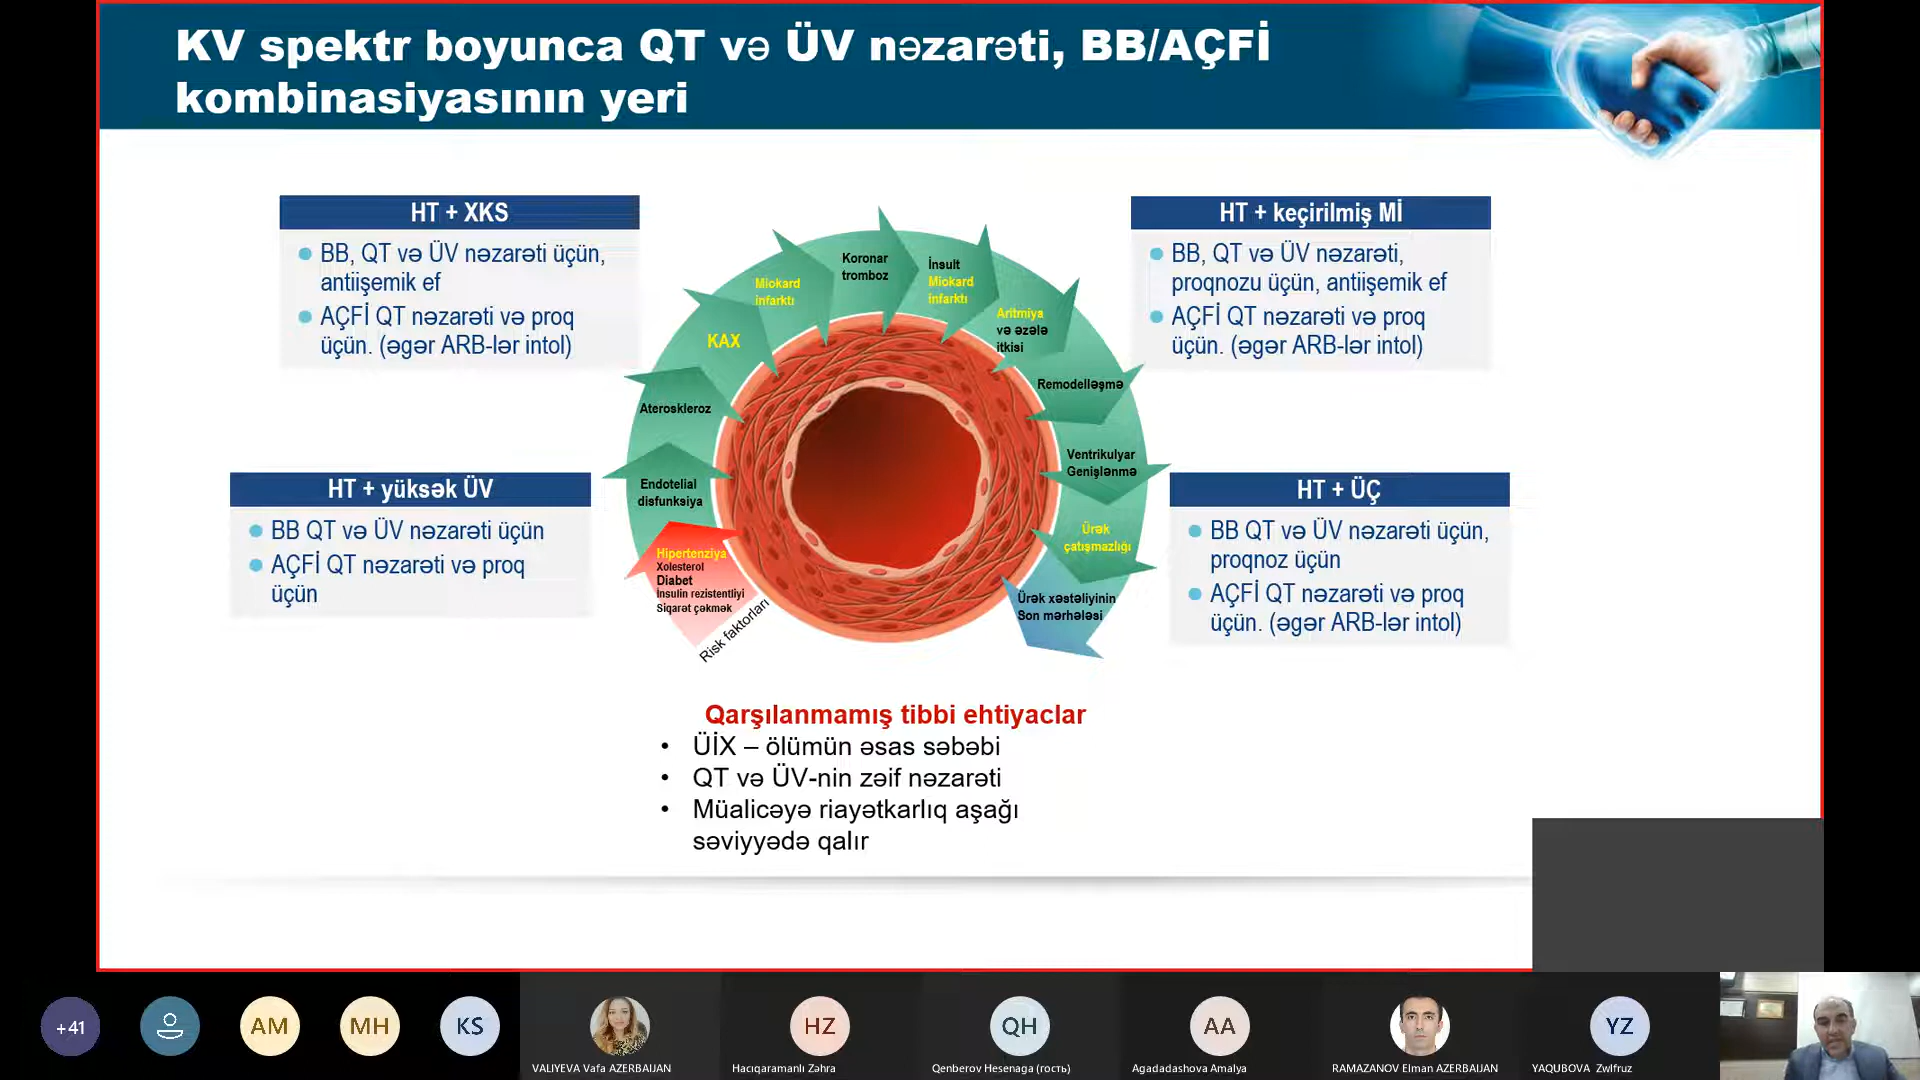 KV spektr boyunca QT və ÜV nəzarəti, BB/AÇFİ
kombinasiyasının yeri
HT + XKS
BB, QT və ÜV nəzarəti üçün,
antiişemik ef
AÇFİ QT nəzarəti və proq
üçün. (əgər ARB-lər intol)
HT + keçirilmiş Mİ
BB, QT və ÜV nəzarəti,
proqnozu üçün, antiişemik ef
AÇFİ QT nəzarəti və proq
üçün. (əgər ARB-lər intol)
HT + yüksək ÜV
BB QT və ÜV nəzarəti üçün
AÇFİ QT nəzarəti və proq
üçün
HT + ÜÇ
BB QT və ÜV nəzarəti üçün,
proqnoz üçün
AÇFİ QT nəzarəti və proq
üçün. (əgər ARB-lər intol)
Risk faktorları
Hipertenziya
Xolesterol
Diabet
İnsulin rezistentliyi
Siqarət çəkmək
Endotelial
disfunksiya
Ateroskleroz
KAX
Miokard
infarktı
Koronar
tromboz
İnsult
Miokard
infarktı
Aritmiya
və əzələ
itkisi
Remodelləşmə
Ventrikulyar
Genişlənmə
Ürək
çatışmazlığı
Ürək xəstəliyinin
Son mərhələsi
Qarşılanmamış tibbi ehtiyaclar
• ÜİX – ölümün əsas səbəbi
• QT və ÜV-nin zəif nəzarəti
• Müalicəyə riayətkarlıq aşağı
səviyyədə qalır
+41
AM
MH
KS
VALIYEVA Vafa AZERBAIJAN
HZ
Hacıqaramanlı Zəhra
QH
Qenberov Hesenaga (гость)
AA
Agadadashova Amalya
RAMAZANOV Elman AZERBAIJAN
YZ
YAQUBOVA Zwlfruz